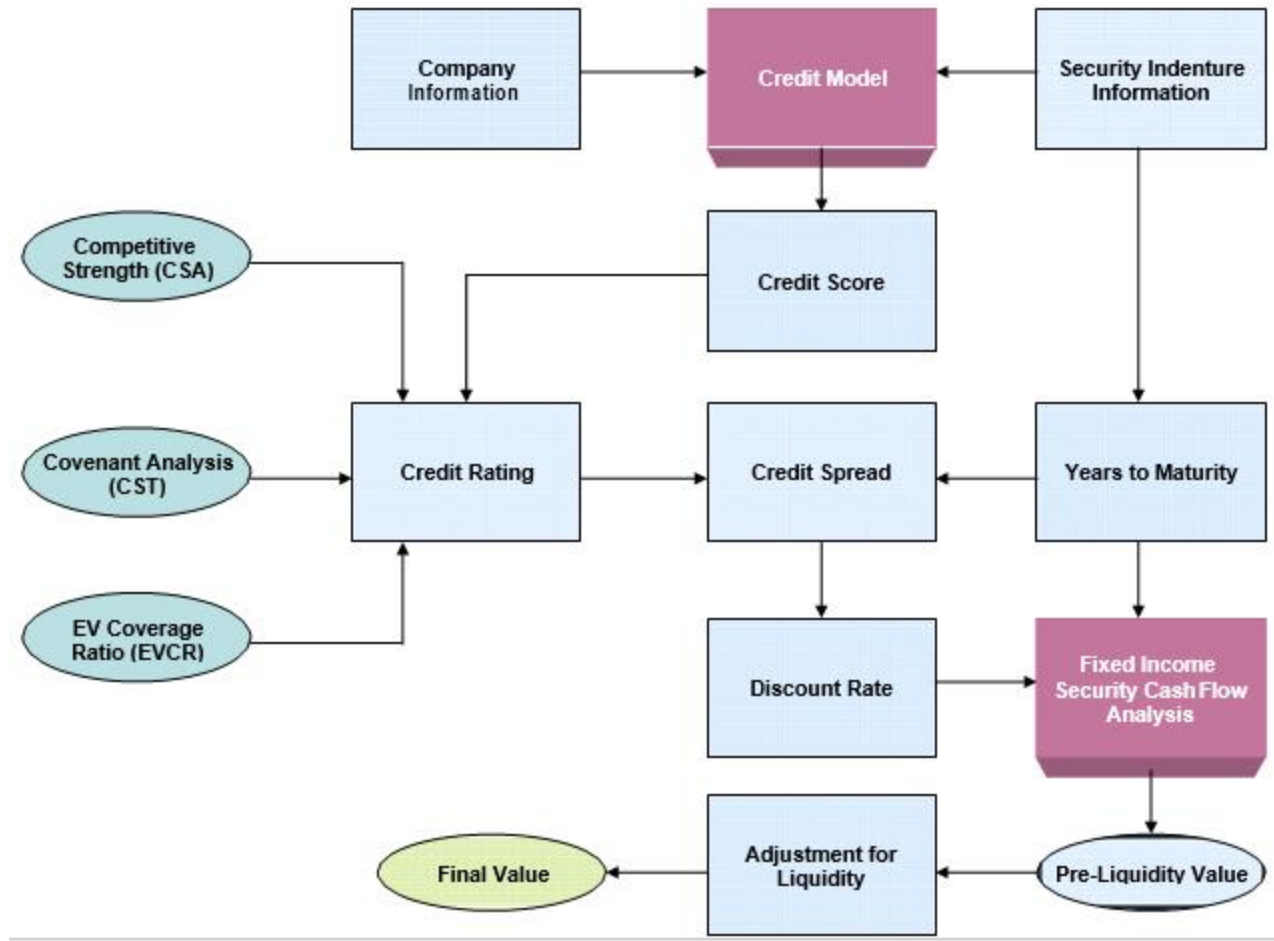 Company
Information
Credit Model
Security Indenture
Information
Competitive
Strength (CSA)
Credit Score
Covenant Analysis
(CST)
Credit Rating
Credit Spread
Years to Maturity
EV Coverage
Ratio (EVCR)
Discount Rate
Fixed Income
Security Cash Flow
Analysis
Final Value
Adjustment for
Liquidity
Pre-Liquidity Value